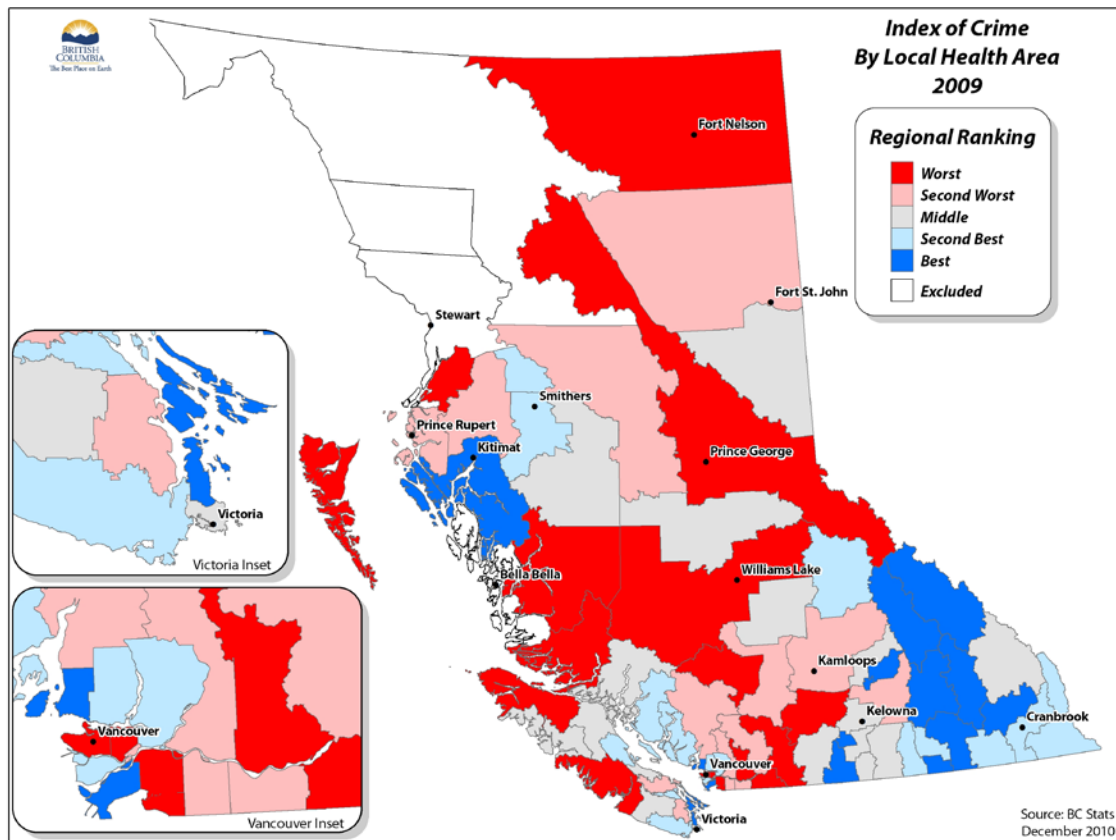 BRITISH
COLUMBIA
The Best Place on Earth
Index of Crime
By Local Health Area
2009
Regional Ranking
Worst
Second Worst
Middle
Second Best
Best
Excluded
Fort Nelson
Fort St. John
Stewart
Smithers
Prince Rupert
Kitimat
Prince George
Bella Bella
Williams Lake
Kamloops
Kelowna
Cranbrook
Vancouver
Victoria
Victoria
Victoria Inset
Vancouver
Vancouver Inset
Source: BC Stats
December 2010